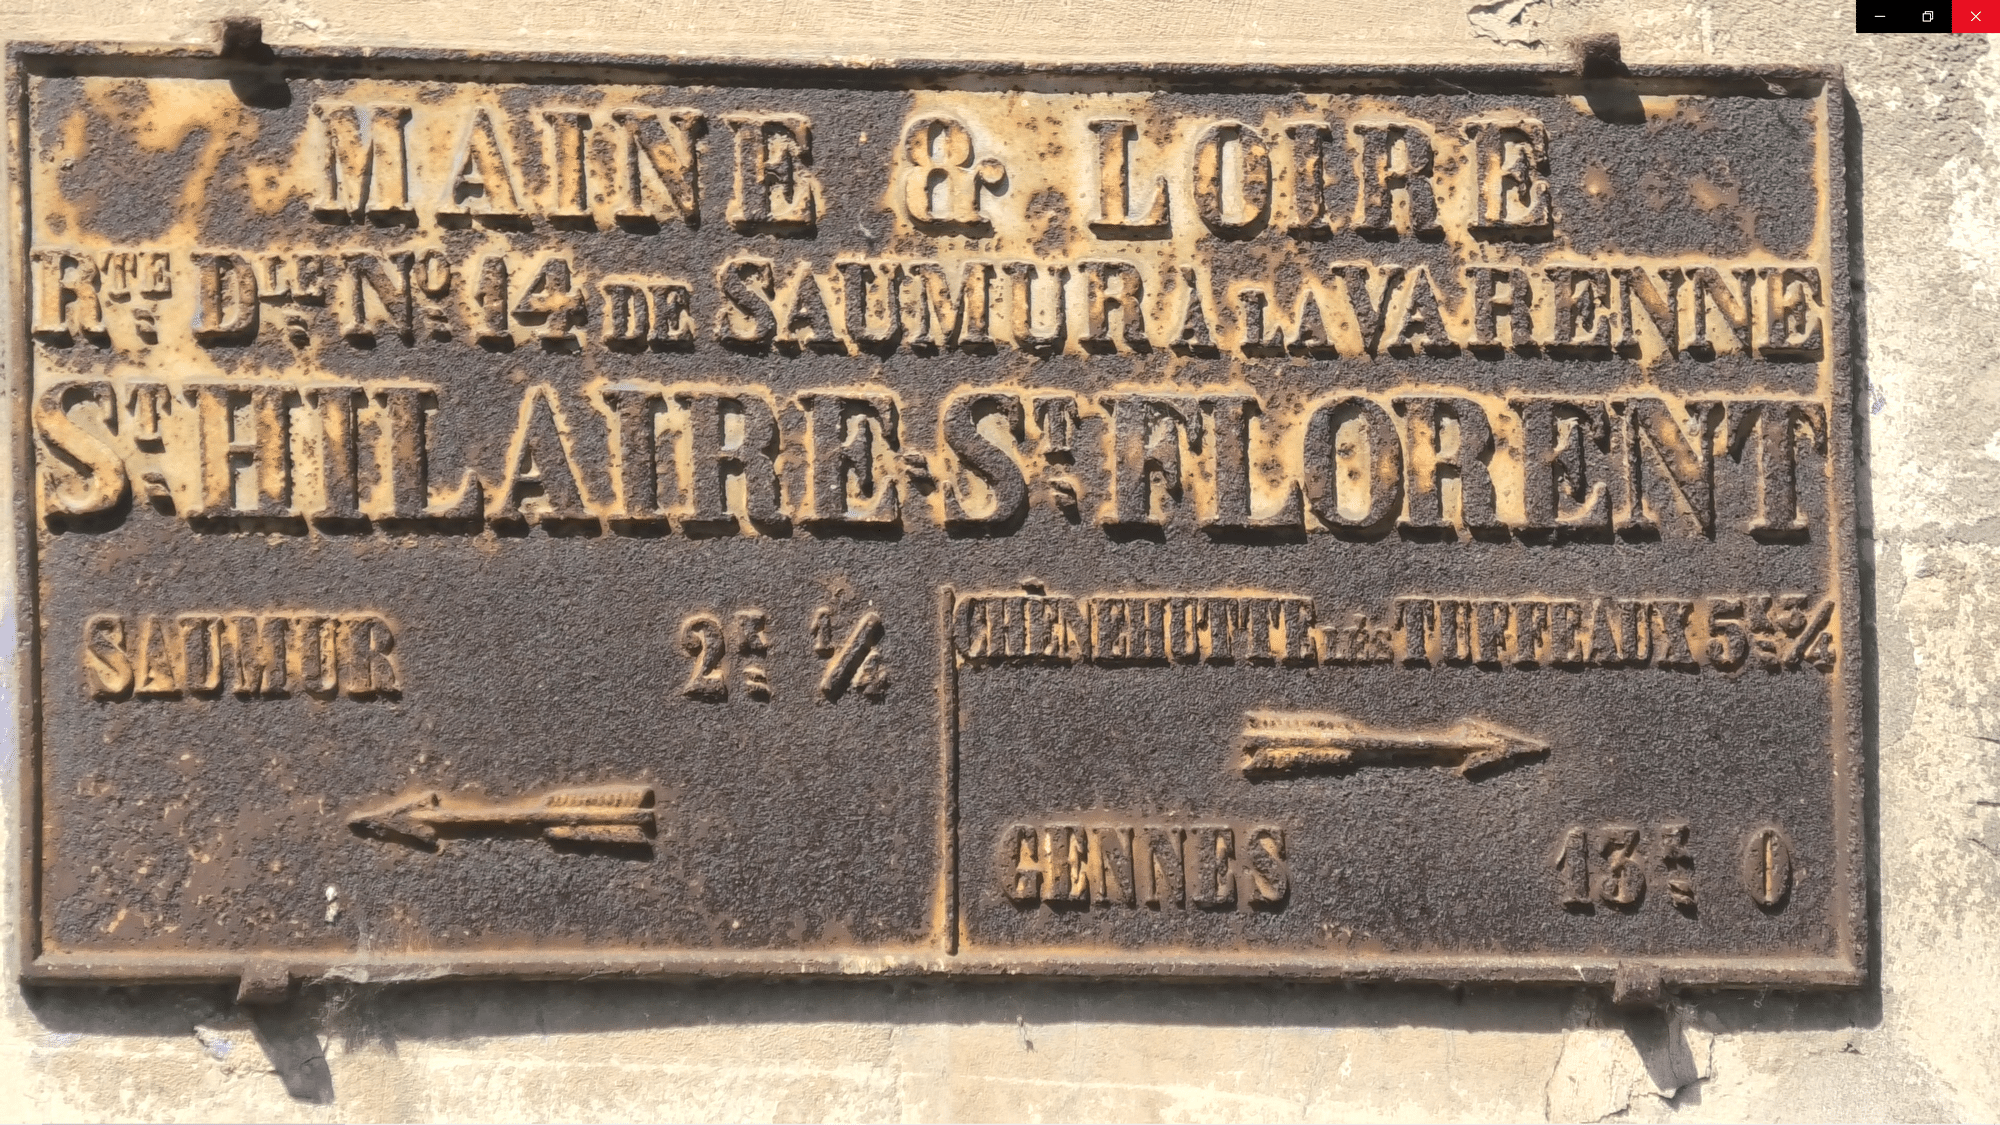 MAINE & LOIRE
RTE DLE NO 14 DE SAUMUR A LA VARENNE
ST HILAIRE-ST FLORENT
SAUMUR 2K 1/4
CHÊNEHUTTE LES TUFFEAUX 5K 3/4
GENNES 13K 0